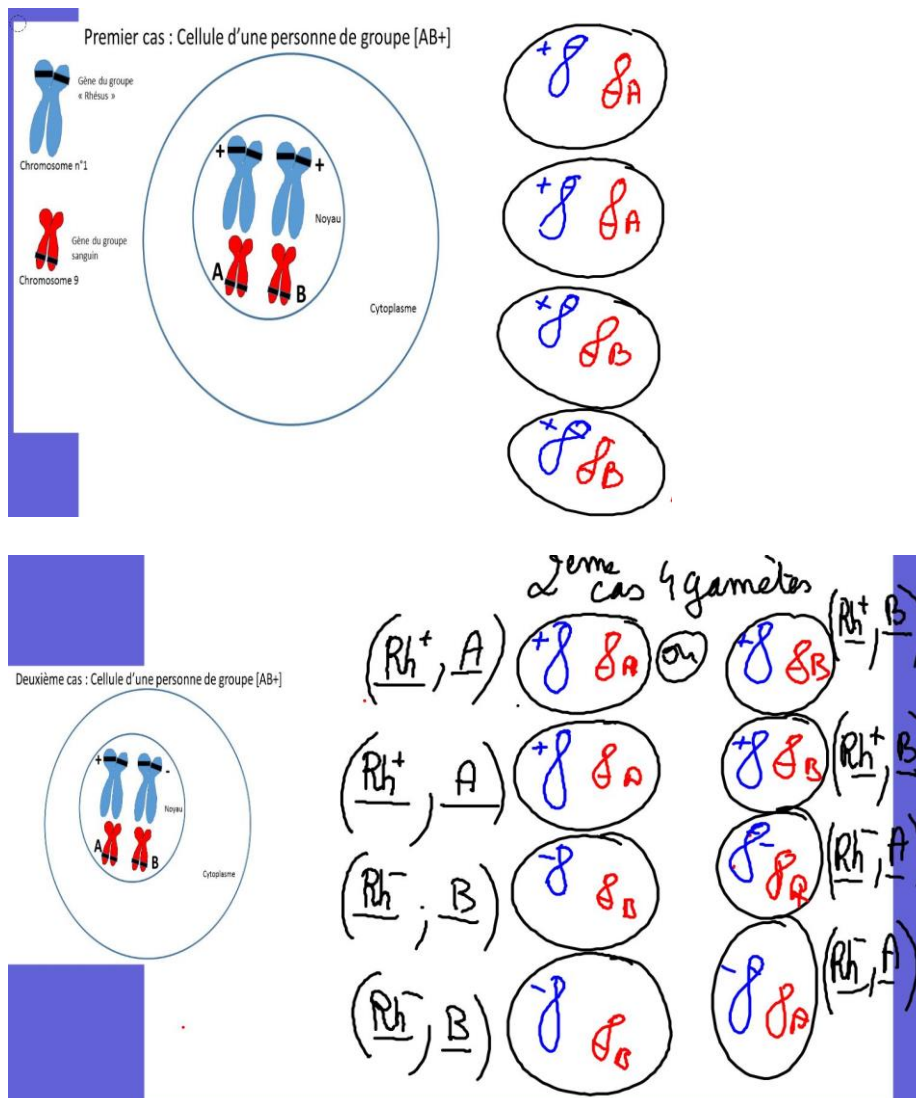 Premier cas : Cellule d'une personne de groupe [AB+]
Gène du groupe
« Rhésus »
Chromosome n°1
Gène du groupe
sanguin
Chromosome 9
+ +
Noyau
A B
Cytoplasme
+ A
+ A
+ B
+ B
2ème cas 4 gamètes
Deuxième cas : Cellule d'une personne de groupe [AB+]
+ -
Noyau
A B
Cytoplasme
(Rh+, A) + A ou + B (Rh+, B)
(Rh+, A) + A + B (Rh+, B)
(Rh-, B) - B - A (Rh-, A)
(Rh-, B) - B - A (Rh-, A)